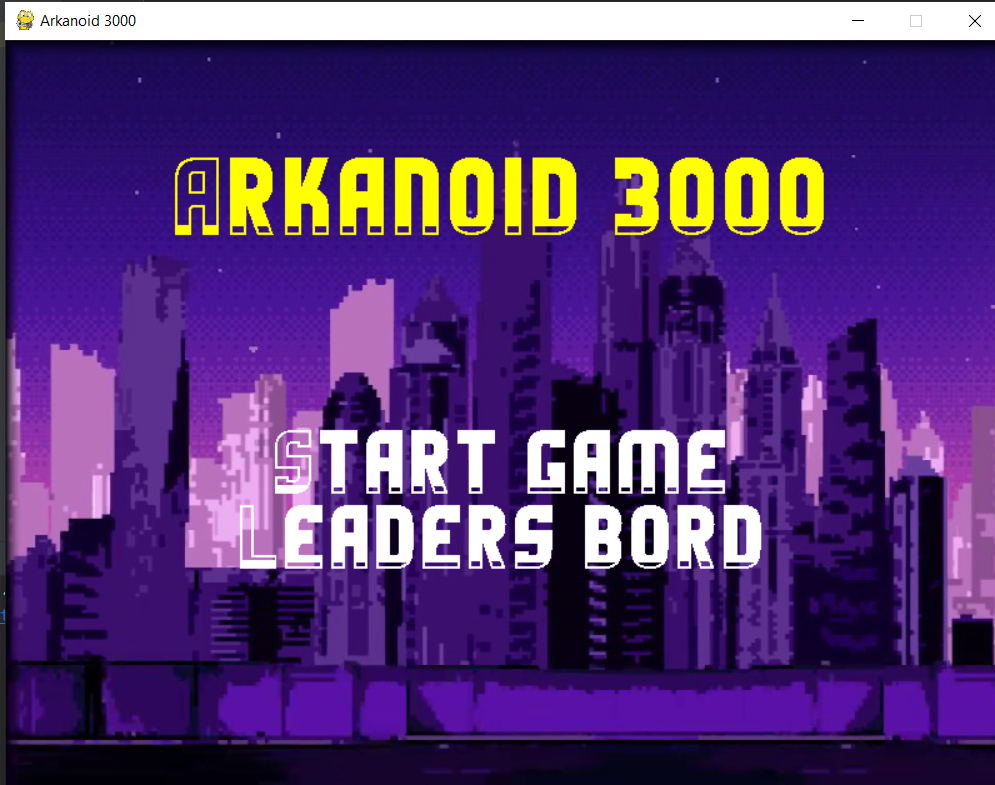 Arkanoid 3000
ARKANOID 3000
START GAME
LEADERS BORD